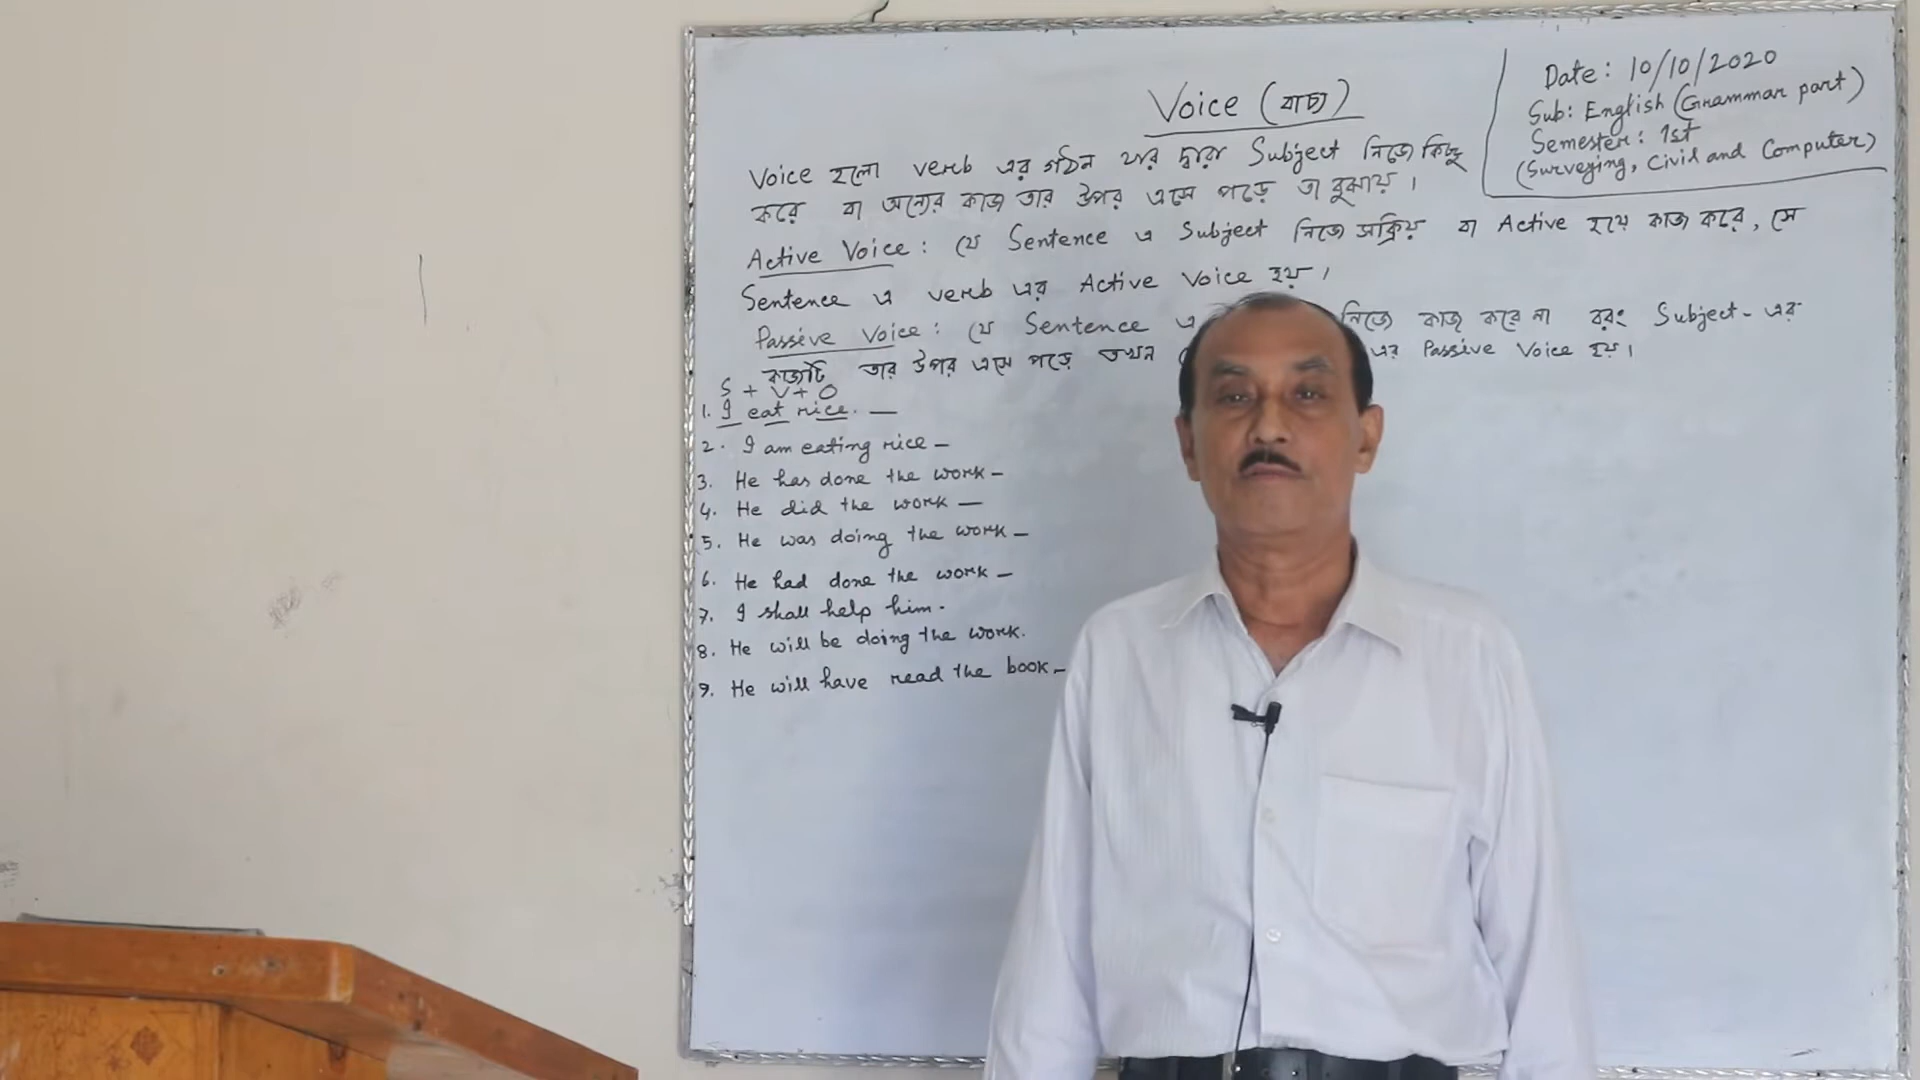 Date: 10/10/2020
Sub: English (Grammar part)
Semester: 1st
(Surveying, Civil and Computer)
Voice (বাচ্য)
Voice হলো verb এর গঠন যার দ্বারা Subject নিজে কিছু
করে বা অন্যের কাজ তার উপর এসে পড়ে তা বুঝায়।
Active Voice: যে Sentence এ Subject নিজে সক্রিয় বা Active হয়ে কাজ করে, সে
Sentence এ verb এর Active Voice হয়।
Passive Voice: যে Sentence এ নিজে কাজ করে না বরং Subject-এর
কাজটি তার উপর এসে পড়ে তখন এর Passive Voice হয়।
S + V + O
1. I eat rice. —
2. I am eating rice –
3. He has done the work –
4. He did the work —
5. He was doing the work –
6. He had done the work –
7. I shall help him.
8. He will be doing the work.
9. He will have read the book –